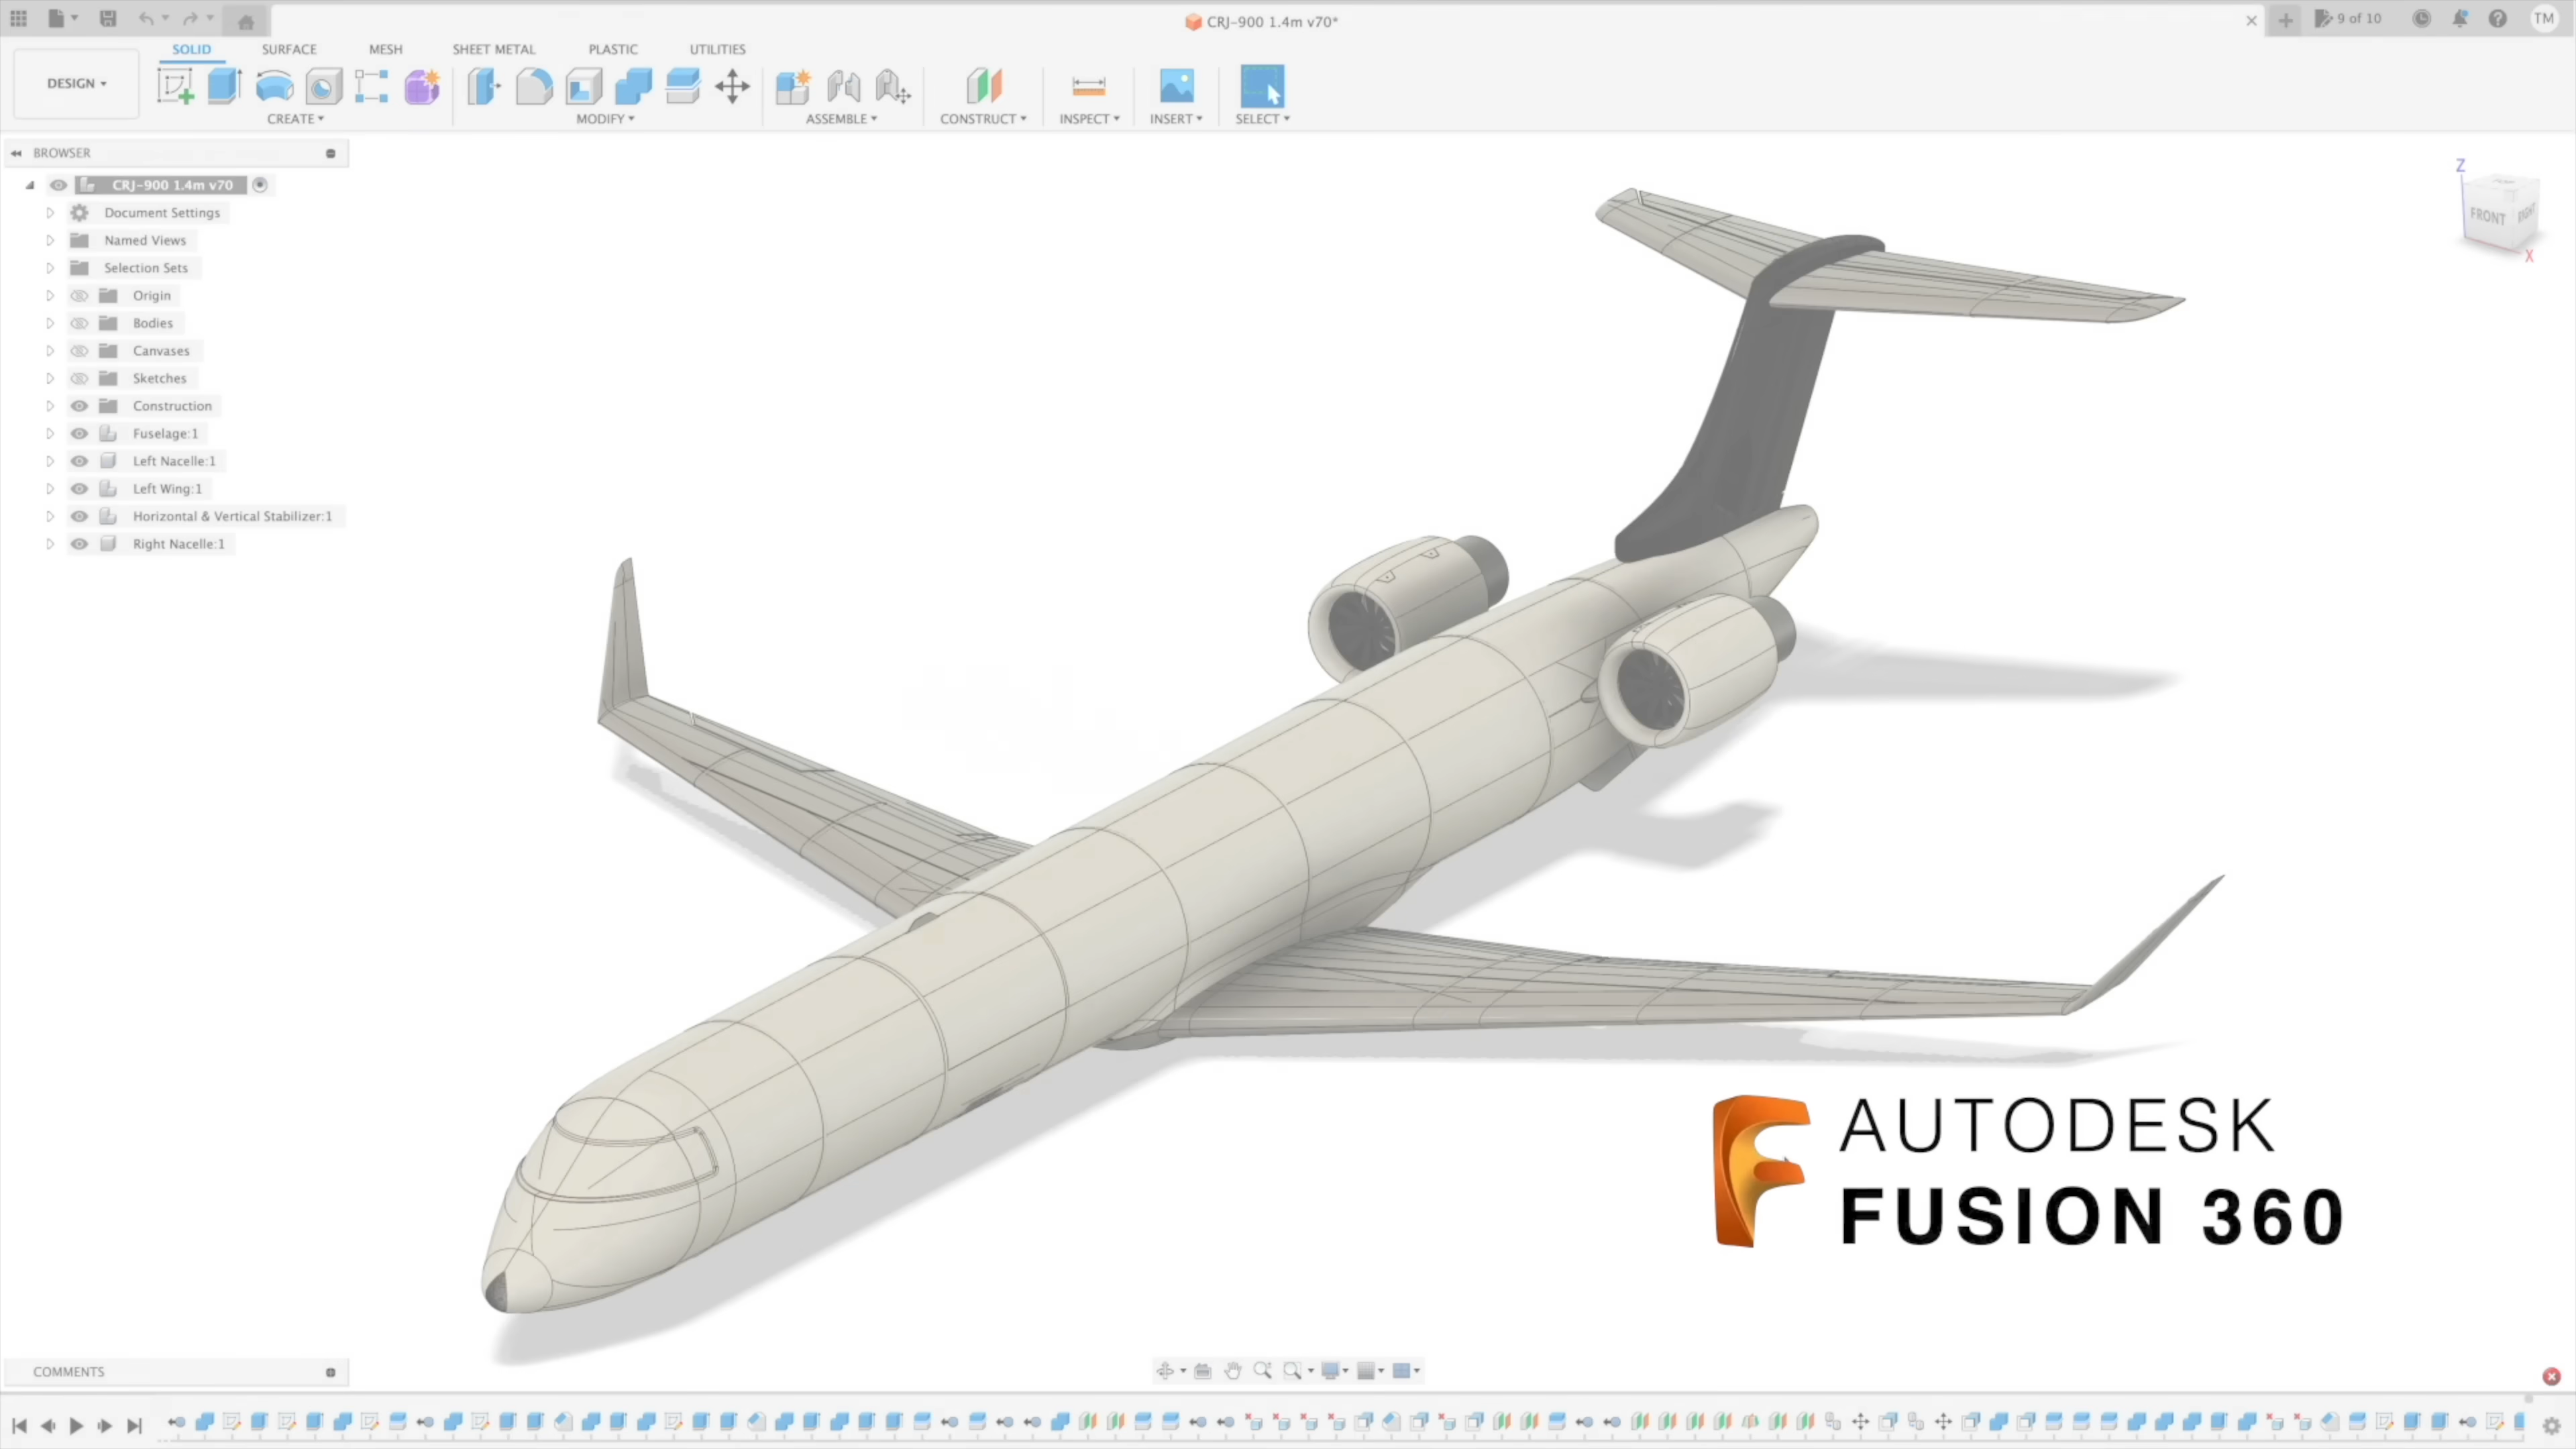 CRJ-900 1.4m v70*
9 of 10
TM
DESIGN
SOLID SURFACE MESH SHEET METAL PLASTIC UTILITIES
CREATE MODIFY ASSEMBLE CONSTRUCT INSPECT INSERT SELECT
BROWSER
CRJ-900 1.4m v70
Document Settings
Named Views
Selection Sets
Origin
Bodies
Canvases
Sketches
Construction
Fuselage:1
Left Nacelle:1
Left Wing:1
Horizontal & Vertical Stabilizer:1
Right Nacelle:1
Z
TOP
FRONT RIGHT
X
AUTODESK
FUSION 360
COMMENTS